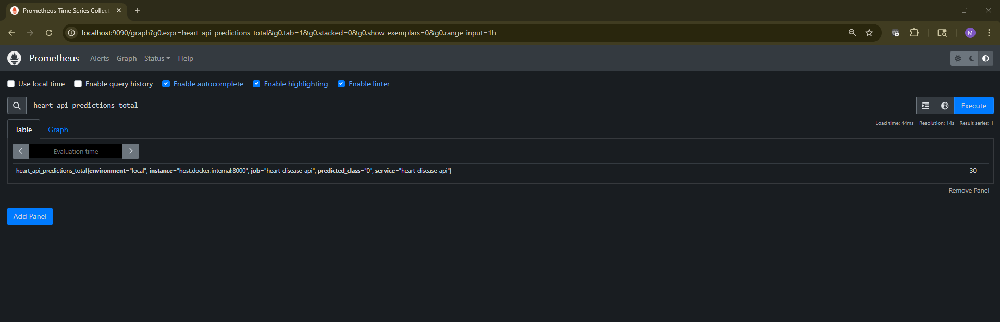 Prometheus Time Series Collect
localhost:9090/graph?g0.expr=heart_api_predictions_total&g0.tab=1&g0.stacked=0&g0.show_exemplars=0&g0.range_input=1h
M
Prometheus Alerts Graph Status Help
Use local time Enable query history Enable autocomplete Enable highlighting Enable linter
heart_api_predictions_total Execute
Table Graph Load time: 44ms Resolution: 14s Result series: 1
Evaluation time
heart_api_predictions_total{environment="local", instance="host.docker.internal:8000", job="heart-disease-api", predicted_class="0", service="heart-disease-api"} 30
Remove Panel
Add Panel